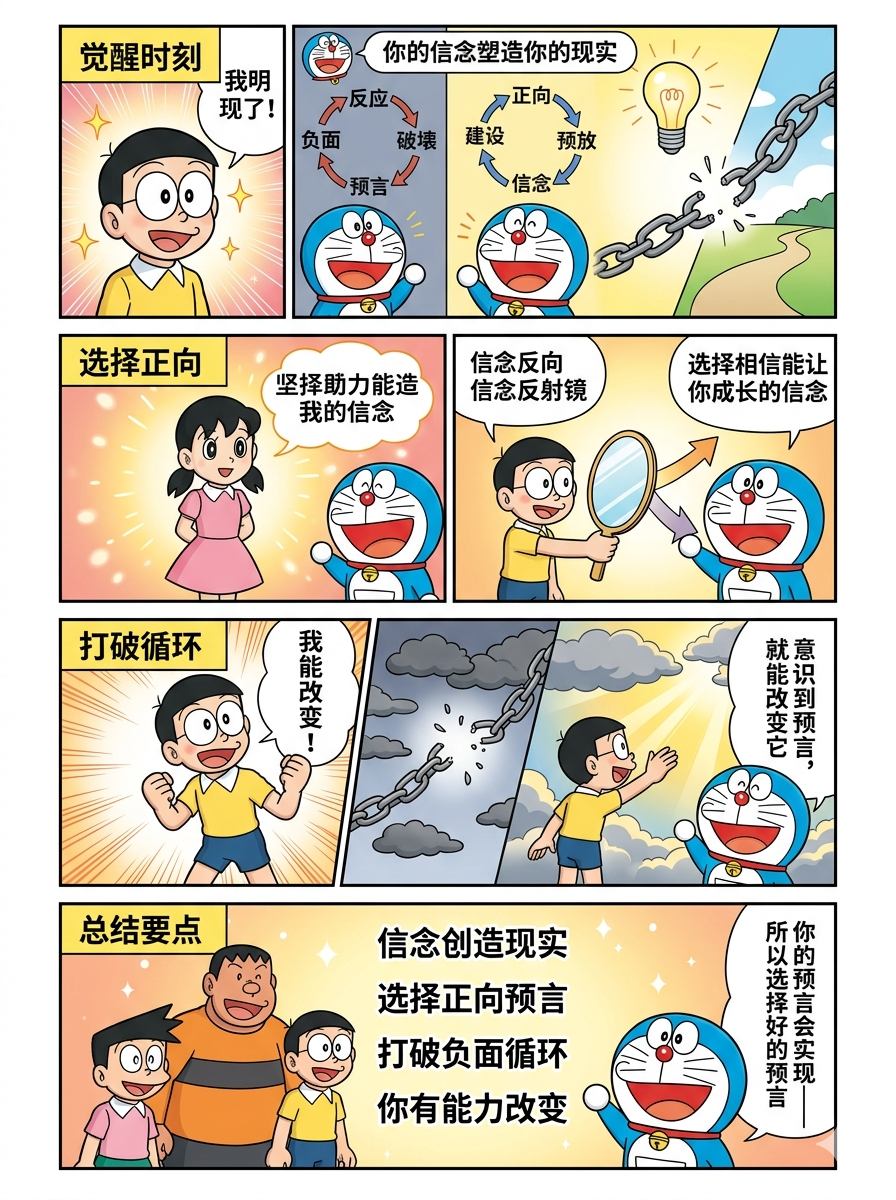 觉醒时刻
我明
现了！
你的信念塑造你的现实
反应
负面
破壊
预言
正向
建设
预放
信念
选择正向
坚择助力能造
我的信念
信念反向
信念反射镜
选择相信能让
你成长的信念
打破循环
我能改变！
意识到预言，
就能改变它
总结要点
信念创造现实
选择正向预言
打破负面循环
你有能力改变
你的预言会实现——
所以选择好的预言